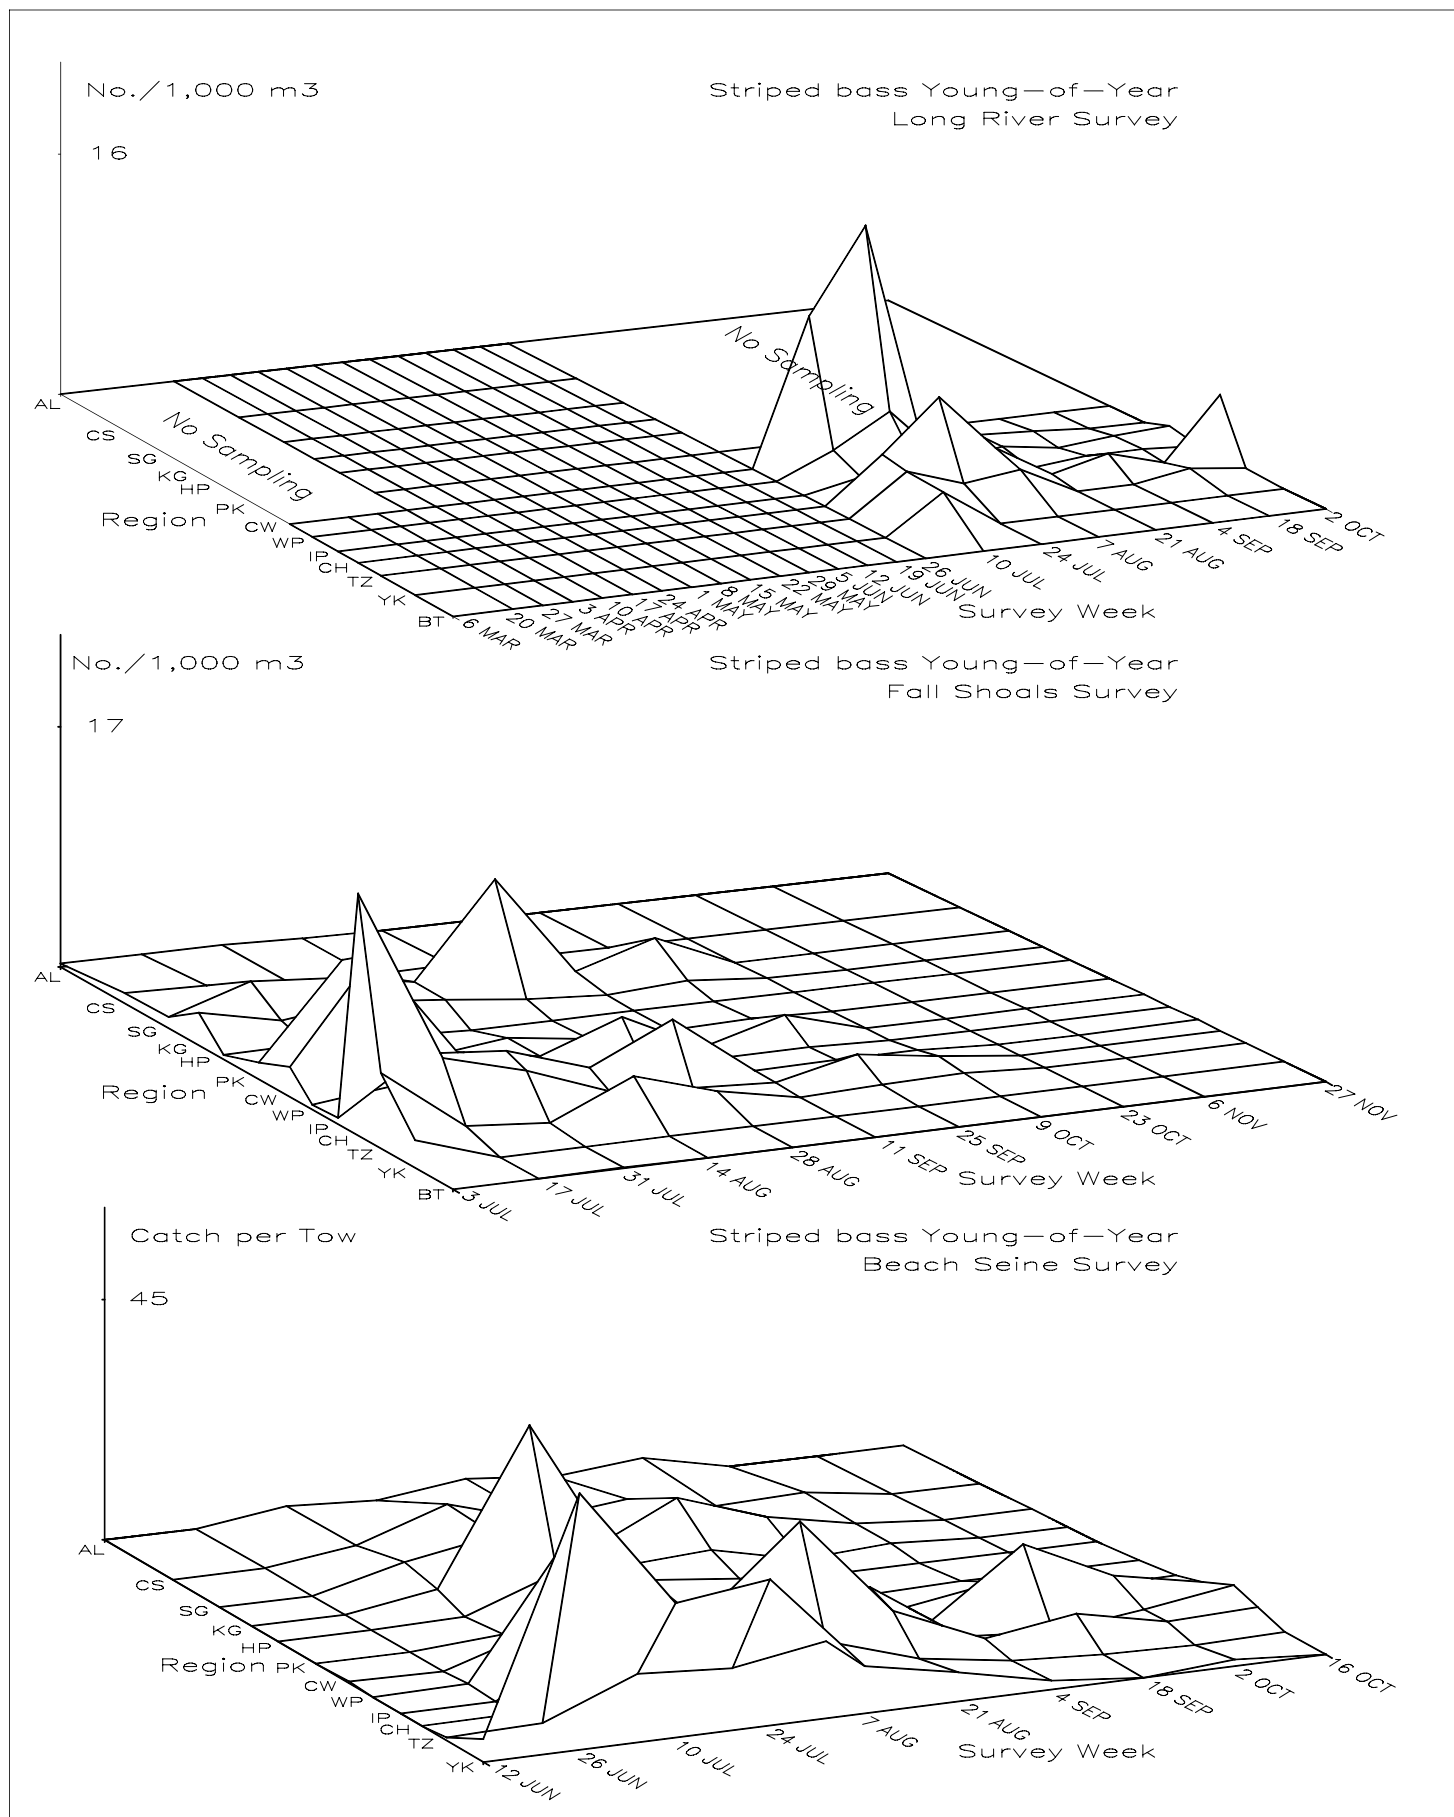 No./1,000 m3
Striped bass Young-of-Year
Long River Survey
16
No Sampling
No Sampling
AL
CS
SG
KG
HP
PK
CW
WP
IP
CH
TZ
YK
BT
Region
6 MAR
20 MAR
27 MAR
3 APR
10 APR
17 APR
24 APR
1 MAY
8 MAY
15 MAY
22 MAY
29 MAY
5 JUN
12 JUN
19 JUN
26 JUN
10 JUL
24 JUL
7 AUG
21 AUG
4 SEP
18 SEP
2 OCT
Survey Week
No./1,000 m3
Striped bass Young-of-Year
Fall Shoals Survey
17
AL
CS
SG
KG
HP
PK
CW
WP
IP
CH
TZ
YK
BT
Region
3 JUL
17 JUL
31 JUL
14 AUG
28 AUG
11 SEP
25 SEP
9 OCT
23 OCT
6 NOV
27 NOV
Survey Week
Catch per Tow
Striped bass Young-of-Year
Beach Seine Survey
45
AL
CS
SG
KG
HP
PK
CW
WP
IP
CH
TZ
YK
Region
12 JUN
26 JUN
10 JUL
24 JUL
7 AUG
21 AUG
4 SEP
18 SEP
2 OCT
16 OCT
Survey Week